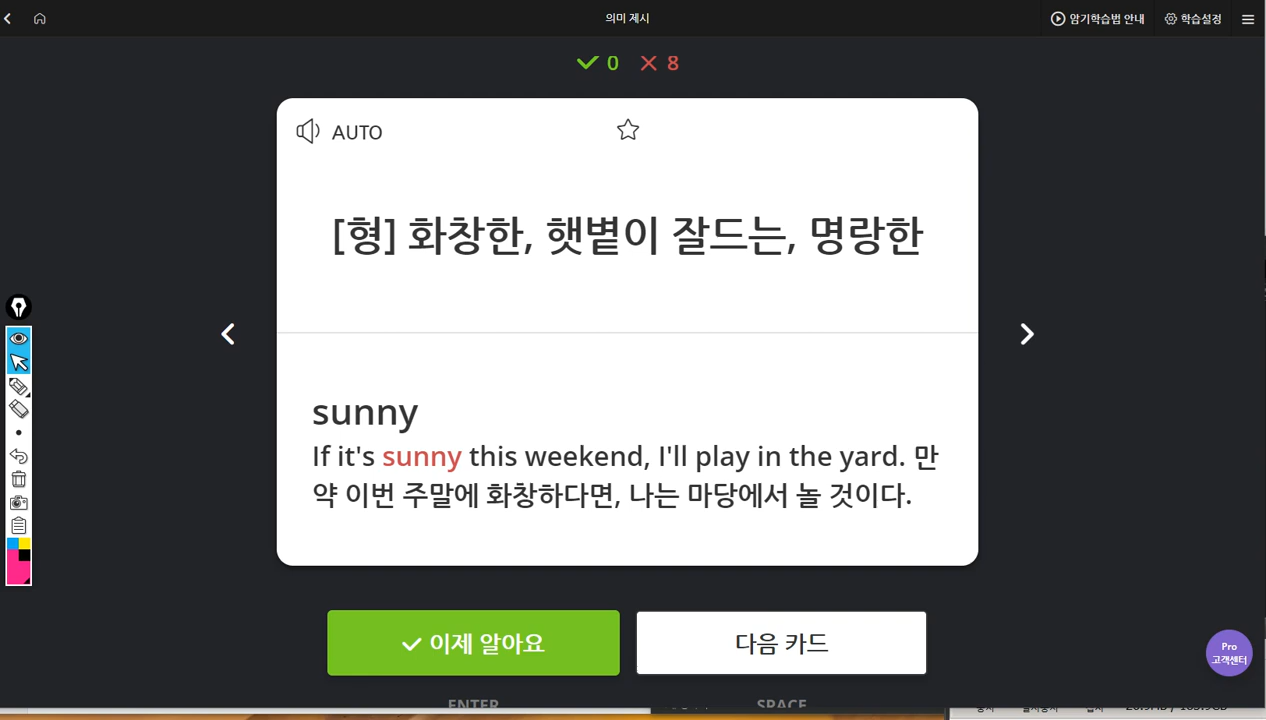 의미 제시
암기학습법 안내
학습설정
0
8
AUTO
[형] 화창한, 햇볕이 잘드는, 명랑한
sunny
If it's sunny this weekend, I'll play in the yard. 만
약 이번 주말에 화창하다면, 나는 마당에서 놀 것이다.
이제 알아요
다음 카드
Pro
고객센터
ENTER
SPACE